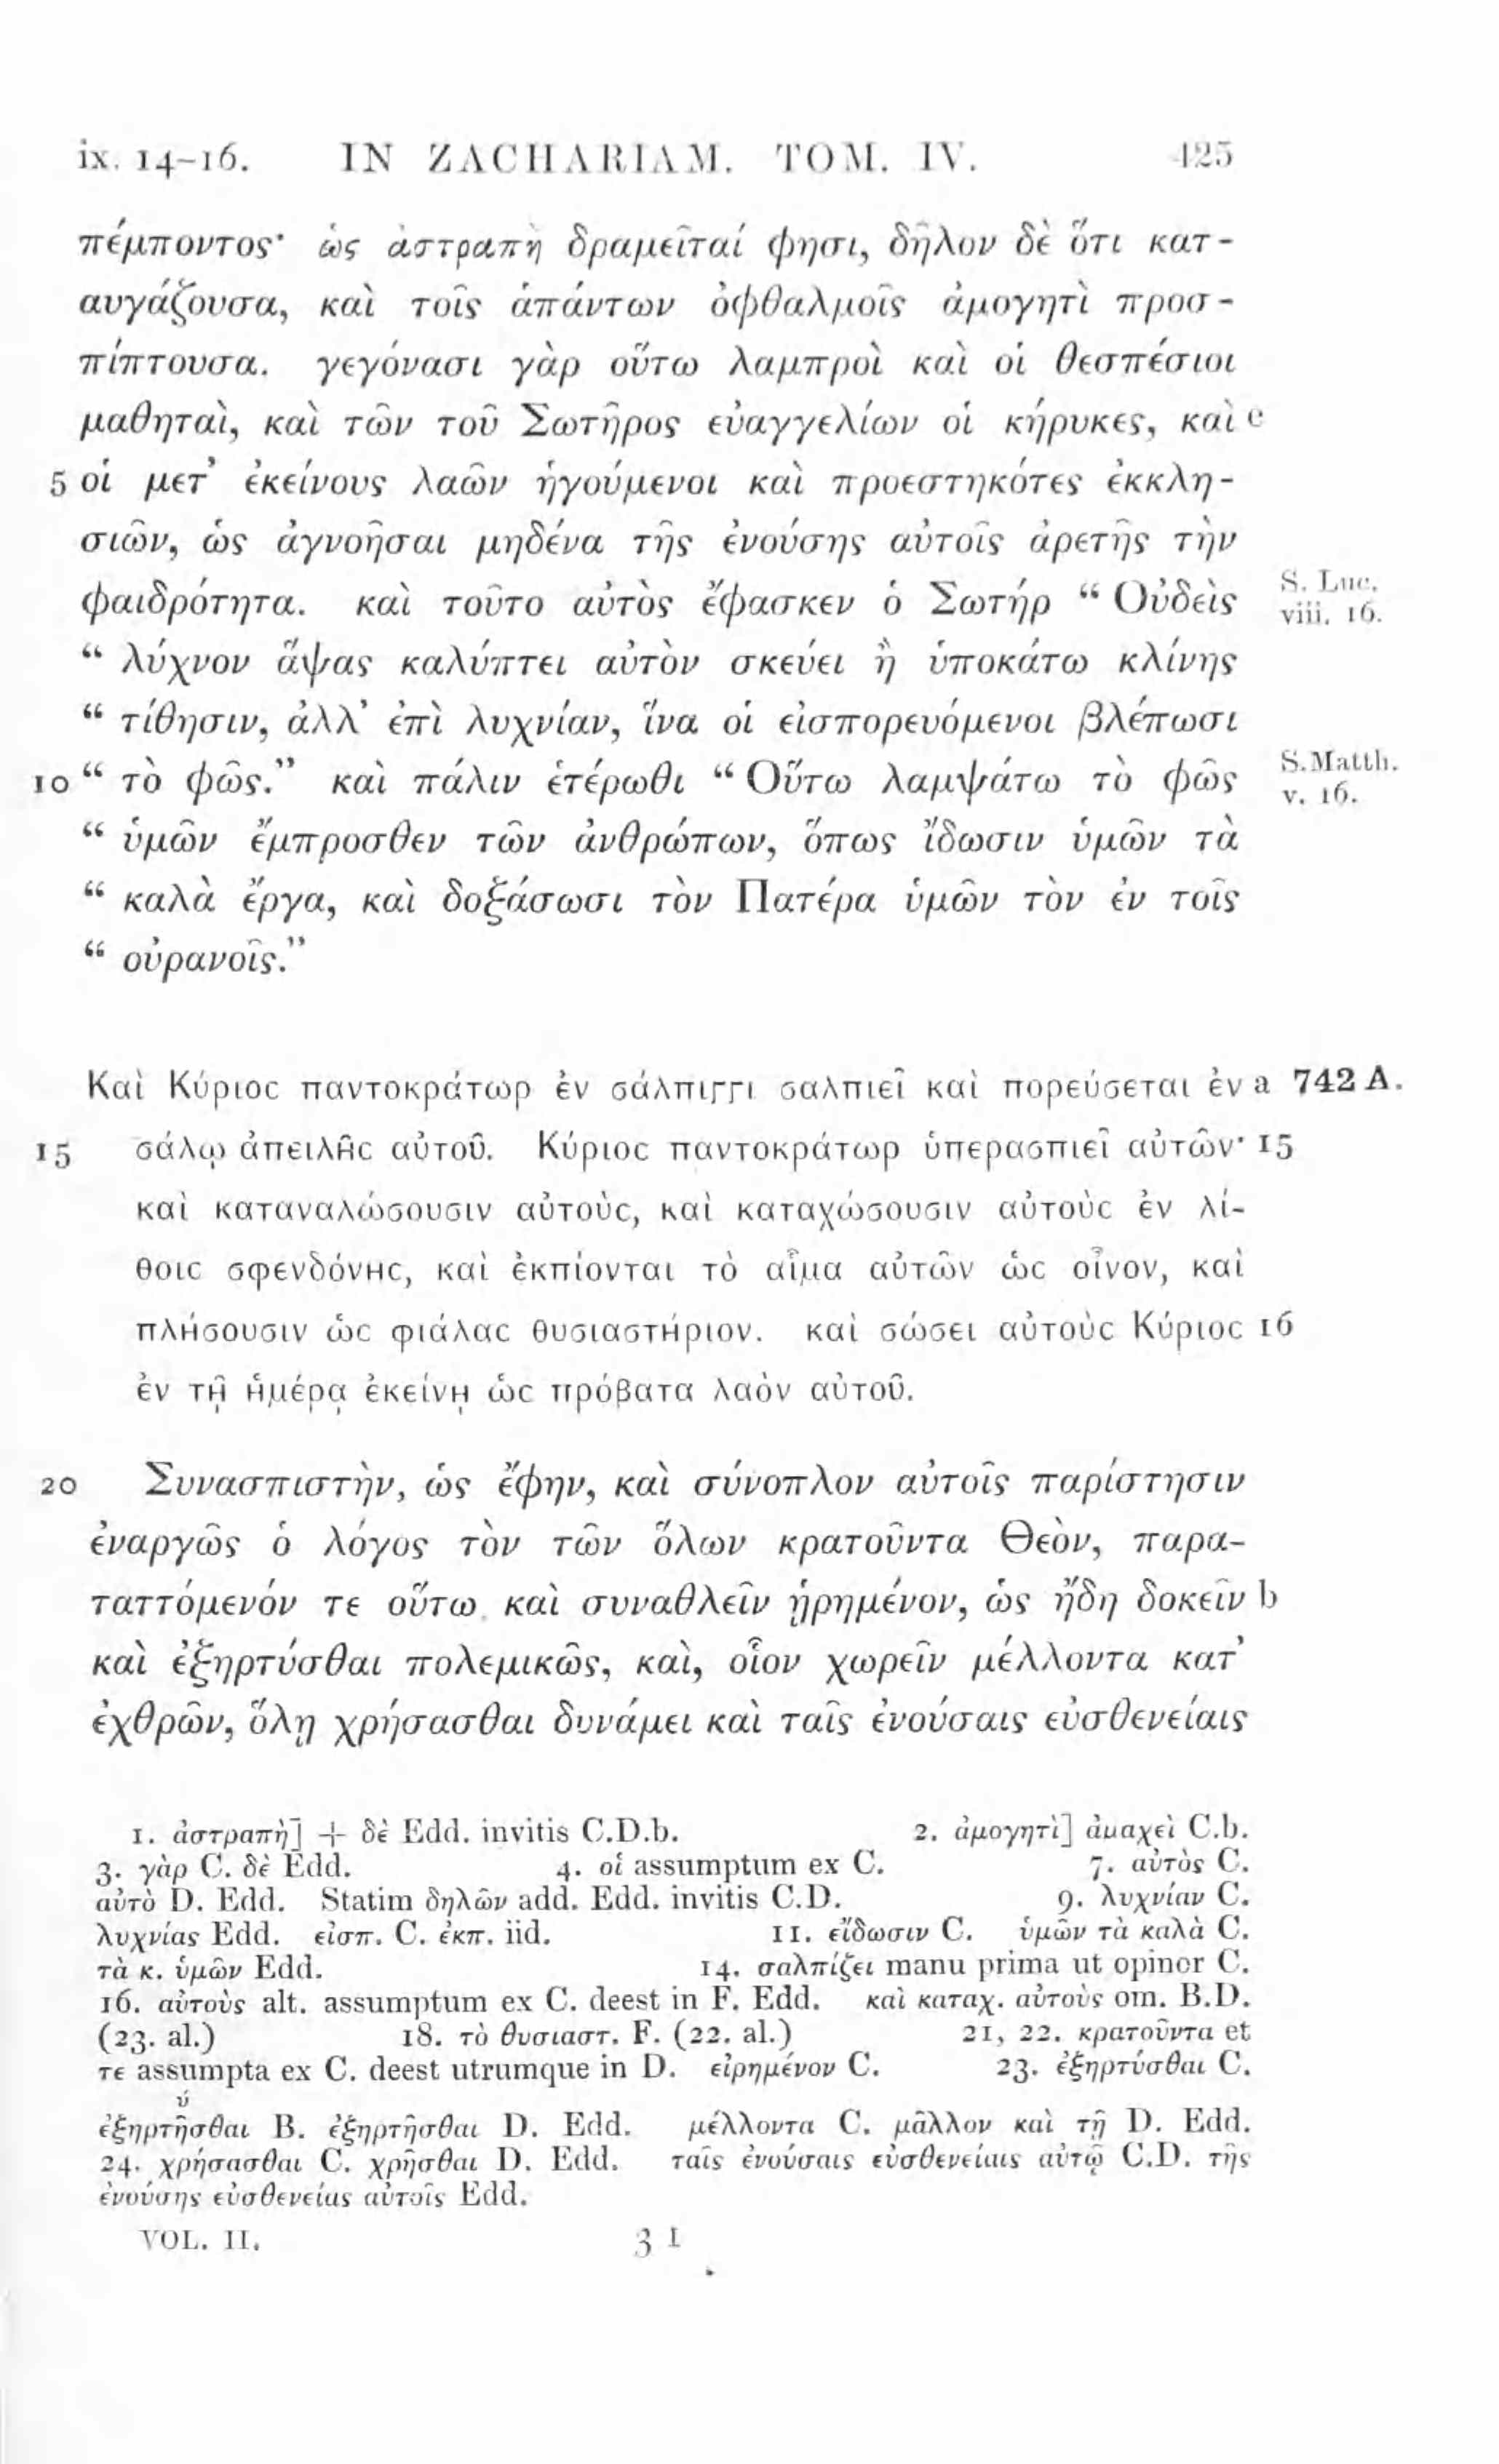 ix. 14–16. IN ZACHARIAM. TOM. IV. 425
πέμποντος· ὡς ἀστραπὴ δραμεῖταί φησι, δῆλον δὲ ὅτι κατ-
αυγάζουσα, καὶ τοῖς ἁπάντων ὀφθαλμοῖς ἀμογητὶ προσ-
πίπτουσα. γεγόνασι γὰρ οὕτω λαμπροὶ καὶ οἱ θεσπέσιοι
μαθηταὶ, καὶ τῶν τοῦ Σωτῆρος εὐαγγελίων οἱ κήρυκες, καὶ c
5 οἱ μετ' ἐκείνους λαῶν ἡγούμενοι καὶ προεστηκότες ἐκκλη-
σιῶν, ὡς ἀγνοῆσαι μηδένα τῆς ἐνούσης αὐτοῖς ἀρετῆς τὴν
φαιδρότητα. καὶ τοῦτο αὐτὸς ἔφασκεν ὁ Σωτήρ “ Οὐδεὶς S. Luc. viii. 16.
“ λύχνον ἅψας καλύπτει αὐτὸν σκεύει ἢ ὑποκάτω κλίνης
“ τίθησιν, ἀλλ' ἐπὶ λυχνίαν, ἵνα οἱ εἰσπορευόμενοι βλέπωσι
10 “ τὸ φῶς.” καὶ πάλιν ἑτέρωθι “ Οὕτω λαμψάτω τὸ φῶς S. Matth. v. 16.
“ ὑμῶν ἔμπροσθεν τῶν ἀνθρώπων, ὅπως ἴδωσιν ὑμῶν τὰ
“ καλὰ ἔργα, καὶ δοξάσωσι τὸν Πατέρα ὑμῶν τὸν ἐν τοῖς
“ οὐρανοῖς.”
Καὶ Κύριος παντοκράτωρ ἐν σάλπιγγι σαλπιεῖ καὶ πορεύσεται ἐν a 742 A.
15 σάλῳ ἀπειλῆς αὐτοῦ. Κύριος παντοκράτωρ ὑπερασπιεῖ αὐτῶν· 15
καὶ καταναλώσουσιν αὐτοὺς, καὶ καταχώσουσιν αὐτοὺς ἐν λί-
θοις σφενδόνης, καὶ ἐκπίονται τὸ αἷμα αὐτῶν ὡς οἶνον, καὶ
πλήσουσιν ὡς φιάλας θυσιαστήριον. καὶ σώσει αὐτοὺς Κύριος 16
ἐν τῇ ἡμέρᾳ ἐκείνῃ ὡς πρόβατα λαὸν αὐτοῦ.
20 Συνασπιστὴν, ὡς ἔφην, καὶ σύνοπλον αὐτοῖς παρίστησιν
ἐναργῶς ὁ λόγος τὸν τῶν ὅλων κρατοῦντα Θεὸν, παρα-
ταττόμενόν τε οὕτω καὶ συναθλεῖν ᾑρημένον, ὡς ἤδη δοκεῖν b
καὶ ἐξηρτύσθαι πολεμικῶς, καὶ, οἷον χωρεῖν μέλλοντα κατ'
ἐχθρῶν, ὅλῃ χρήσασθαι δυνάμει καὶ ταῖς ἐνούσαις εὐσθενείαις
1. ἀστραπὴ] + δὲ Edd. invitis C.D.b. 2. ἀμογητὶ] ἀμαχεὶ C.b.
3. γὰρ C. δὲ Edd. 4. οἱ assumptum ex C. 7. αὐτὸς C.
αὐτὸ D. Edd. Statim δηλῶν add. Edd. invitis C.D. 9. λυχνίαν C.
λυχνίας Edd. εἰσπ. C. ἐκπ. iid. 11. εἴδωσιν C. ὑμῶν τὰ καλὰ C.
τὰ κ. ὑμῶν Edd. 14. σαλπίζει manu prima ut opinor C.
16. αὐτοὺς alt. assumptum ex C. deest in F. Edd. καὶ καταχ. αὐτοὺς om. B.D.
(23. al.) 18. τὸ θυσιαστ. F. (22. al.) 21, 22. κρατοῦντα et
τε assumpta ex C. deest utrumque in D. εἰρημένον C. 23. ἐξηρτύσθαι C.
ύ
ἐξηρτῆσθαι B. ἐξηρτῆσθαι D. Edd. μέλλοντα C. μᾶλλον καὶ τῇ D. Edd.
24. χρήσασθαι C. χρῆσθαι D. Edd. ταῖς ἐνούσαις εὐσθενείαις αὐτῷ C.D. τῆς
ἐνούσης εὐσθενείας αὐτοῖς Edd.
VOL. II. 3 I